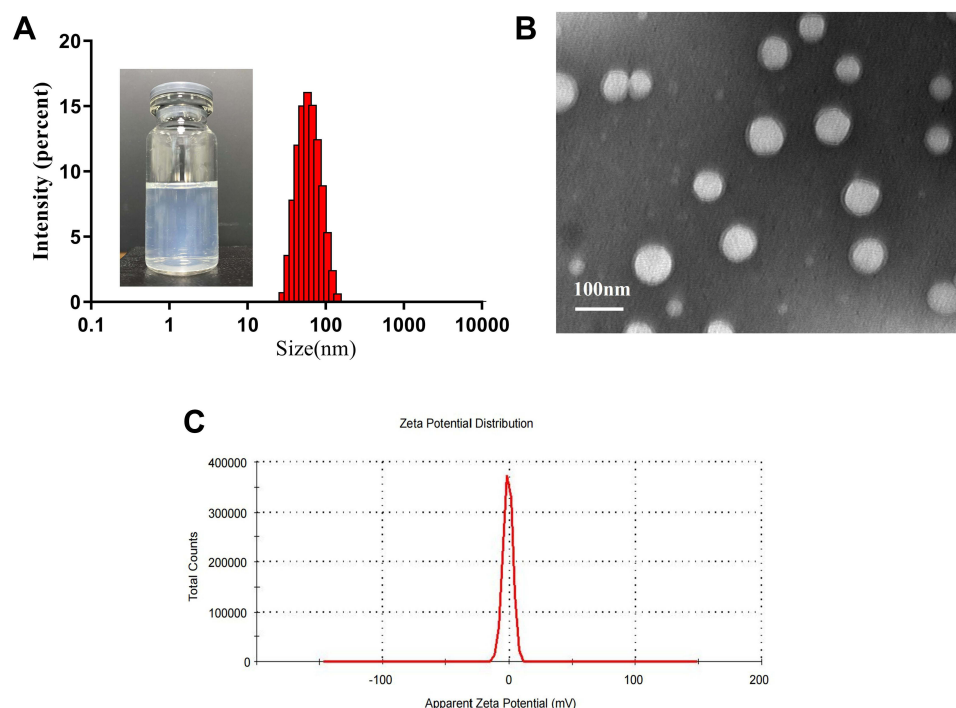 A
B
Intensity (percent)
20
15
10
5
0
0.1 1 10 100 1000 10000
Size(nm)
100nm
C
Zeta Potential Distribution
Total Counts
400000
300000
200000
100000
0
-100 0 100 200
Apparent Zeta Potential (mV)